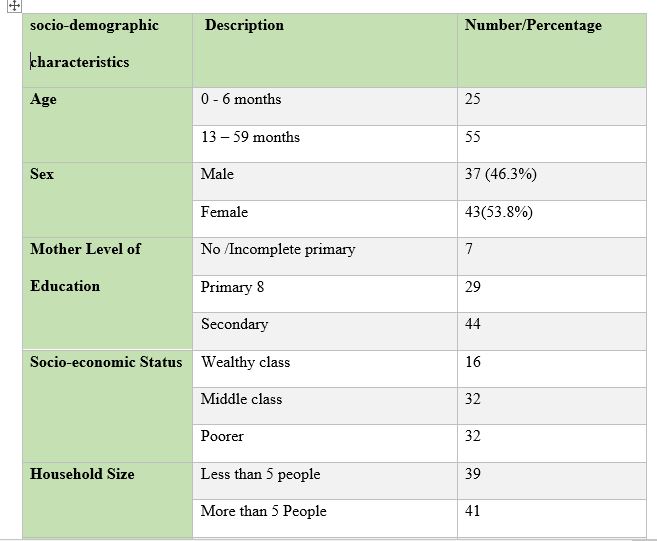 socio-demographic characteristics Description Number/Percentage
Age 0 - 6 months 25
13 – 59 months 55
Sex Male 37 (46.3%)
Female 43(53.8%)
Mother Level of Education No /Incomplete primary 7
Primary 8 29
Secondary 44
Socio-economic Status Wealthy class 16
Middle class 32
Poorer 32
Household Size Less than 5 people 39
More than 5 People 41